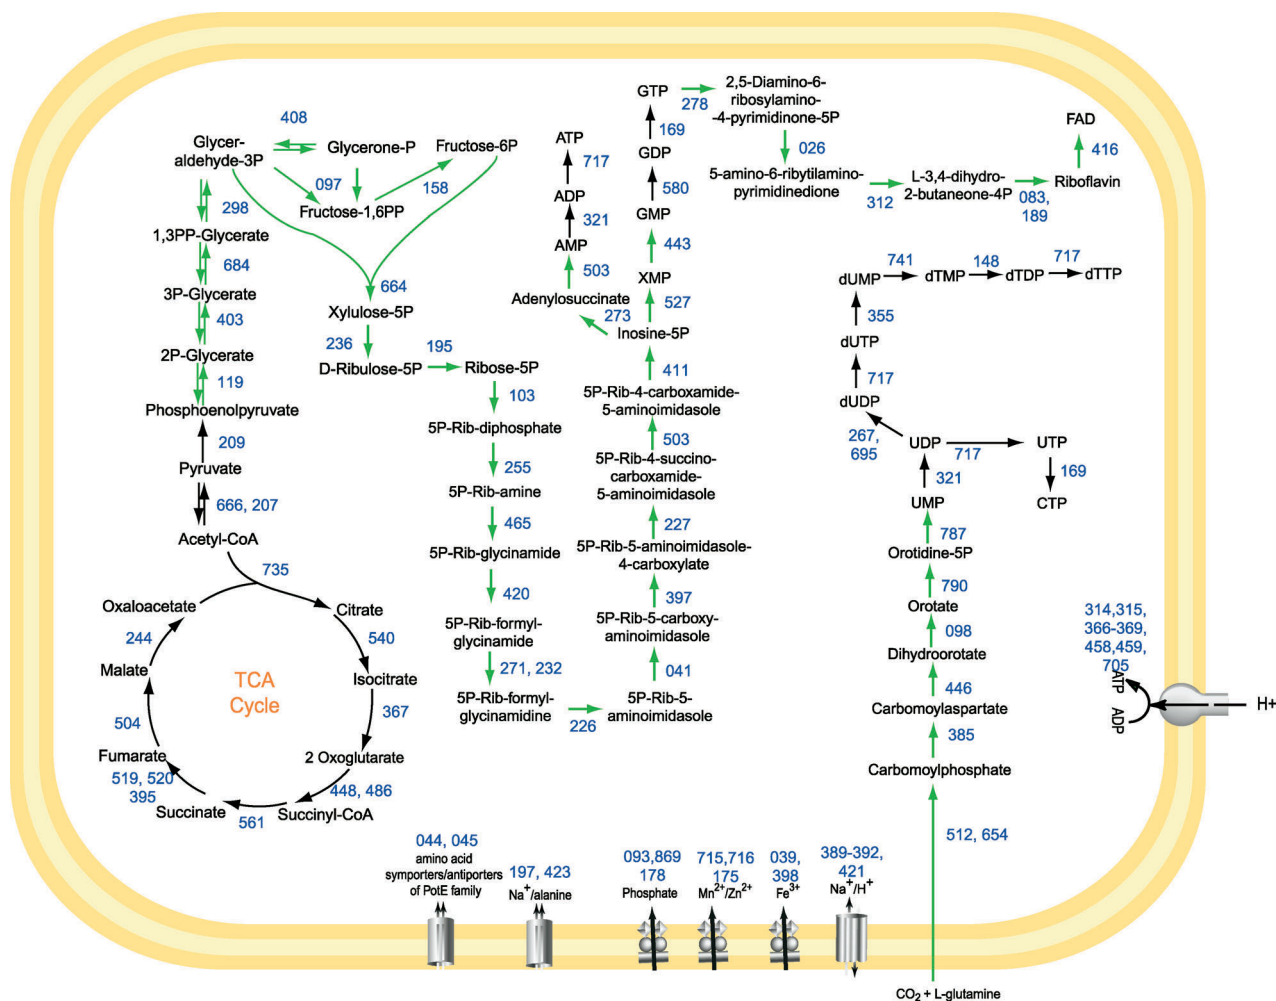 408
Glycer-
aldehyde-3P
Glycerone-P
Fructose-6P
097
158
Fructose-1,6PP
298
1,3PP-Glycerate
684
3P-Glycerate
403
2P-Glycerate
119
Phosphoenolpyruvate
209
Pyruvate
666, 207
Acetyl-CoA
664
Xylulose-5P
236
D-Ribulose-5P
195
Ribose-5P
103
5P-Rib-diphosphate
255
5P-Rib-amine
465
5P-Rib-glycinamide
420
5P-Rib-formyl-
glycinamide
271, 232
5P-Rib-formyl-
glycinamidine
226
5P-Rib-5-
aminoimidasole
041
5P-Rib-5-carboxy-
aminoimidasole
397
5P-Rib-5-aminoimidasole-
4-carboxylate
227
5P-Rib-4-succino-
carboxamide-
5-aminoimidasole
503
5P-Rib-4-carboxamide-
5-aminoimidasole
411
Inosine-5P
273
Adenylosuccinate
503
AMP
321
ADP
717
ATP
527
XMP
443
GMP
580
GDP
169
GTP
278
2,5-Diamino-6-
ribosylamino-
-4-pyrimidinone-5P
026
5-amino-6-ribytilamino-
pyrimidinedione
312
L-3,4-dihydro-
2-butaneone-4P
083,
189
Riboflavin
416
FAD
741
148
717
dUMP
dTMP
dTDP
dTTP
355
dUTP
717
dUDP
267,
695
UDP
717
UTP
169
CTP
321
UMP
787
Orotidine-5P
790
Orotate
098
Dihydroorotate
446
Carbomoylaspartate
385
Carbomoylphosphate
512, 654
CO2 + L-glutamine
735
Oxaloacetate
Citrate
244
540
Malate
Isocitrate
TCA
Cycle
367
504
Fumarate
2 Oxoglutarate
519, 520
395
448, 486
Succinate
Succinyl-CoA
561
314,315,
366-369,
458,459,
705
ATP
ADP
H+
044, 045
amino acid
symporters/antiporters
of PotE family
197, 423
Na+/alanine
093,869
178
Phosphate
715,716
175
Mn2+/Zn2+
039,
398
Fe3+
389-392,
421
Na+/H+